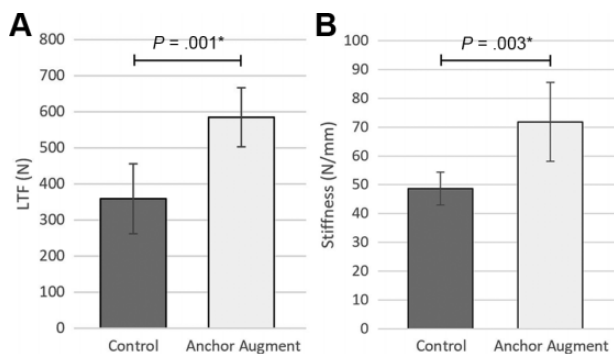 A
P = .001*
LTF (N)
800
700
600
500
400
300
200
100
0
Control Anchor Augment
B
P = .003*
Stiffness (N/mm)
100
90
80
70
60
50
40
30
20
10
0
Control Anchor Augment